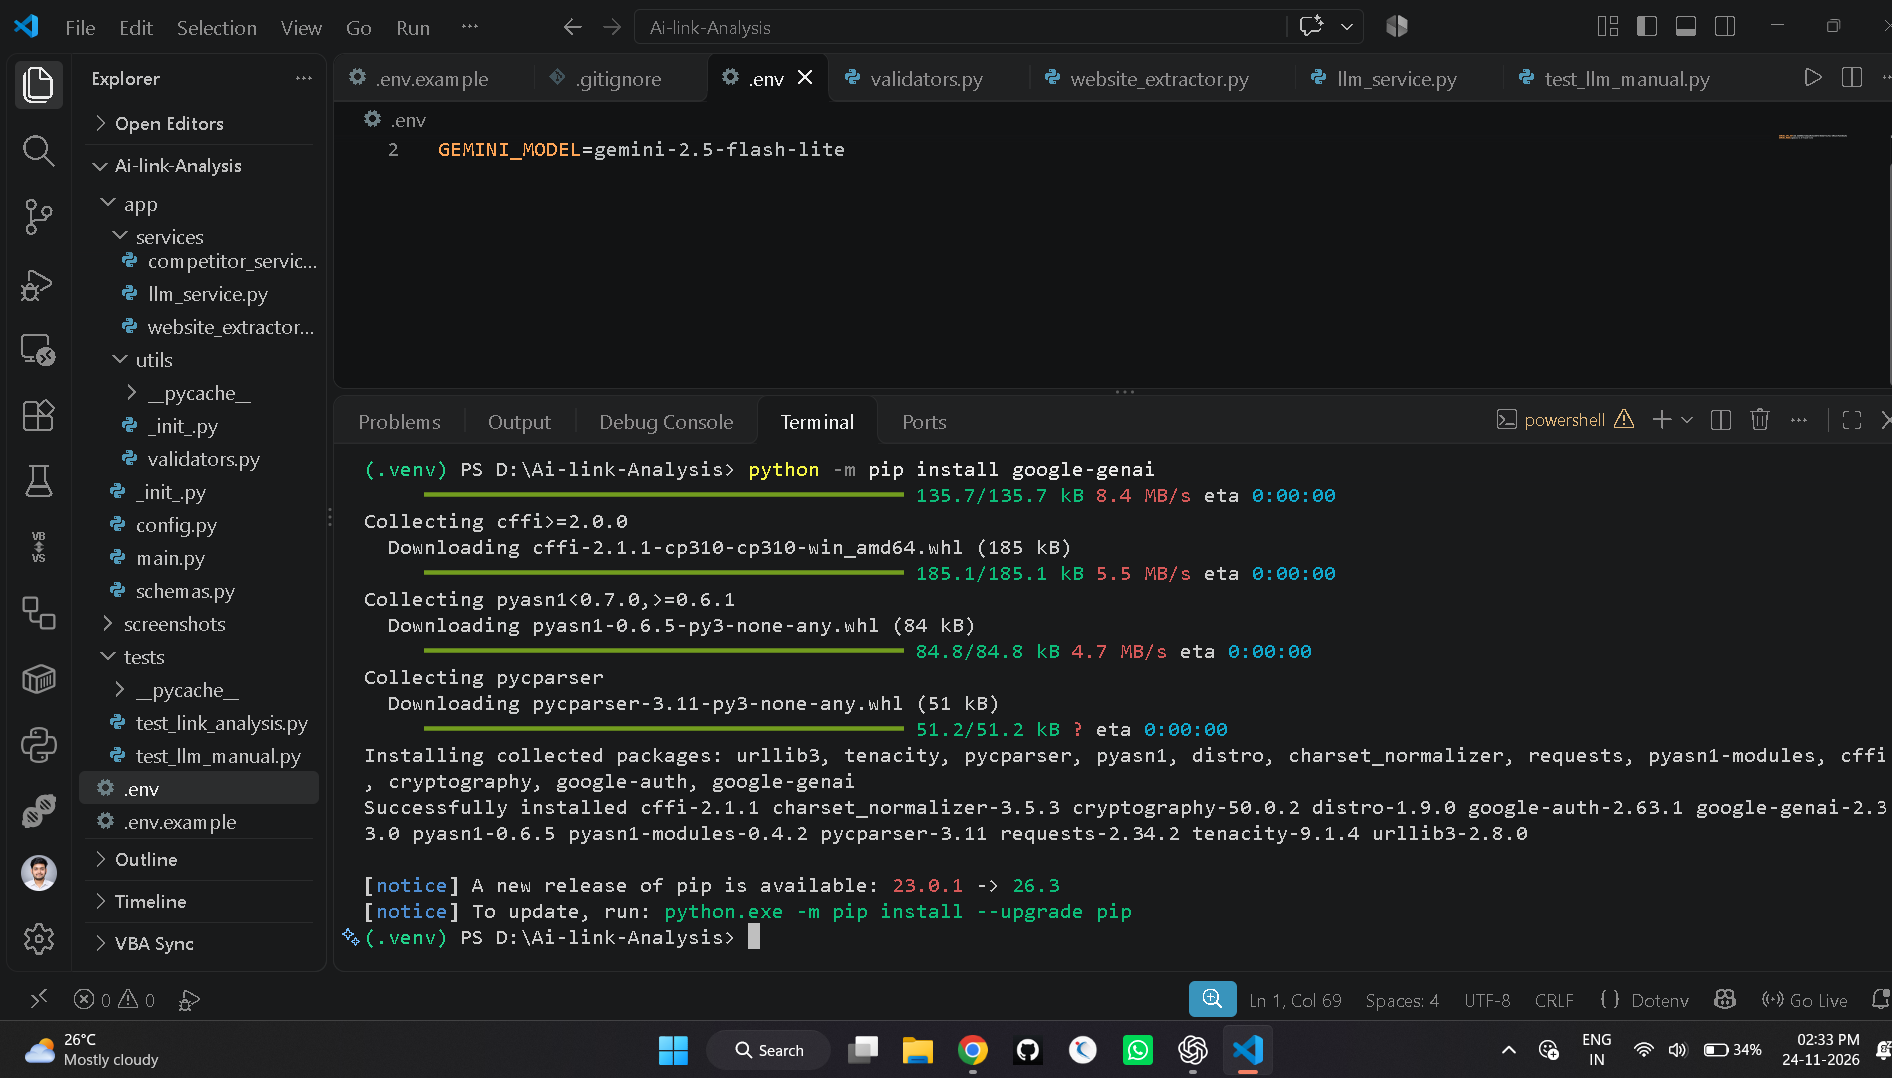 File Edit Selection View Go Run ...
Ai-link-Analysis
Explorer
.env.example
.gitignore
.env
validators.py
website_extractor.py
llm_service.py
test_llm_manual.py
Open Editors
Ai-link-Analysis
app
services
competitor_servic...
llm_service.py
website_extractor...
utils
__pycache__
_init_.py
validators.py
_init_.py
config.py
main.py
schemas.py
screenshots
tests
__pycache__
test_link_analysis.py
test_llm_manual.py
.env
.env.example
Outline
Timeline
VBA Sync
VB
VS
.env
2 GEMINI_MODEL=gemini-2.5-flash-lite
Problems Output Debug Console Terminal Ports
powershell
(.venv) PS D:\Ai-link-Analysis> python -m pip install google-genai
135.7/135.7 kB 8.4 MB/s eta 0:00:00
Collecting cffi>=2.0.0
Downloading cffi-2.1.1-cp310-cp310-win_amd64.whl (185 kB)
185.1/185.1 kB 5.5 MB/s eta 0:00:00
Collecting pyasn1<0.7.0,>=0.6.1
Downloading pyasn1-0.6.5-py3-none-any.whl (84 kB)
84.8/84.8 kB 4.7 MB/s eta 0:00:00
Collecting pycparser
Downloading pycparser-3.11-py3-none-any.whl (51 kB)
51.2/51.2 kB ? eta 0:00:00
Installing collected packages: urllib3, tenacity, pycparser, pyasn1, distro, charset_normalizer, requests, pyasn1-modules, cffi
, cryptography, google-auth, google-genai
Successfully installed cffi-2.1.1 charset_normalizer-3.5.3 cryptography-50.0.2 distro-1.9.0 google-auth-2.63.1 google-genai-2.3
3.0 pyasn1-0.6.5 pyasn1-modules-0.4.2 pycparser-3.11 requests-2.34.2 tenacity-9.1.4 urllib3-2.8.0
[notice] A new release of pip is available: 23.0.1 -> 26.3
[notice] To update, run: python.exe -m pip install --upgrade pip
(.venv) PS D:\Ai-link-Analysis>
0 0
Ln 1, Col 69 Spaces: 4 UTF-8 CRLF { } Dotenv Go Live
26°C
Mostly cloudy
Search
ENG
IN
34%
02:33 PM
24-11-2026